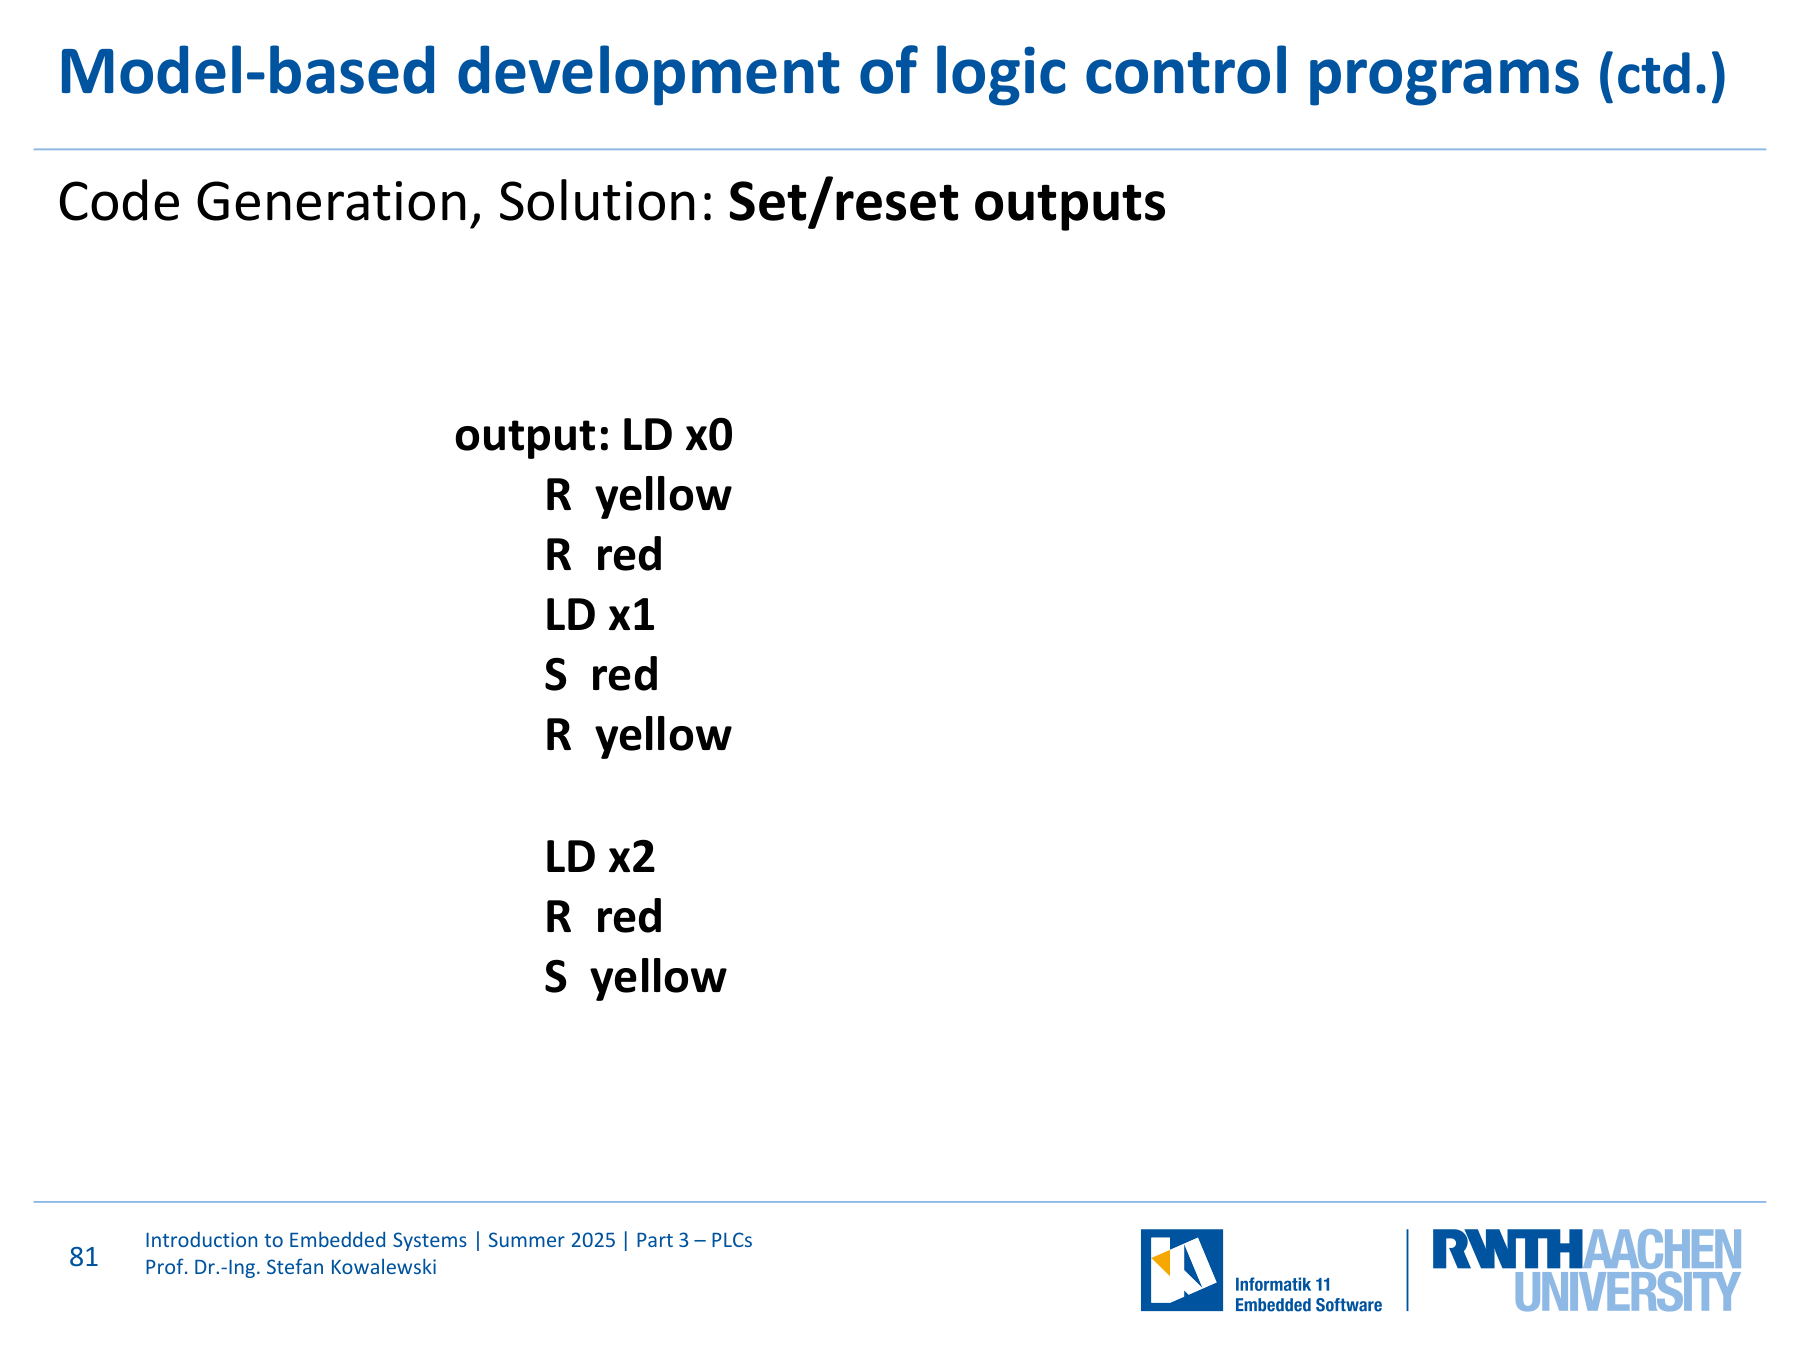 Model-based development of logic control programs (ctd.)
Code Generation, Solution: Set/reset outputs
output: LD x0
R yellow
R red
LD x1
S red
R yellow
LD x2
R red
S yellow
81
Introduction to Embedded Systems | Summer 2025 | Part 3 – PLCs
Prof. Dr.-Ing. Stefan Kowalewski
Informatik 11
Embedded Software
RWTHAACHEN
UNIVERSITY